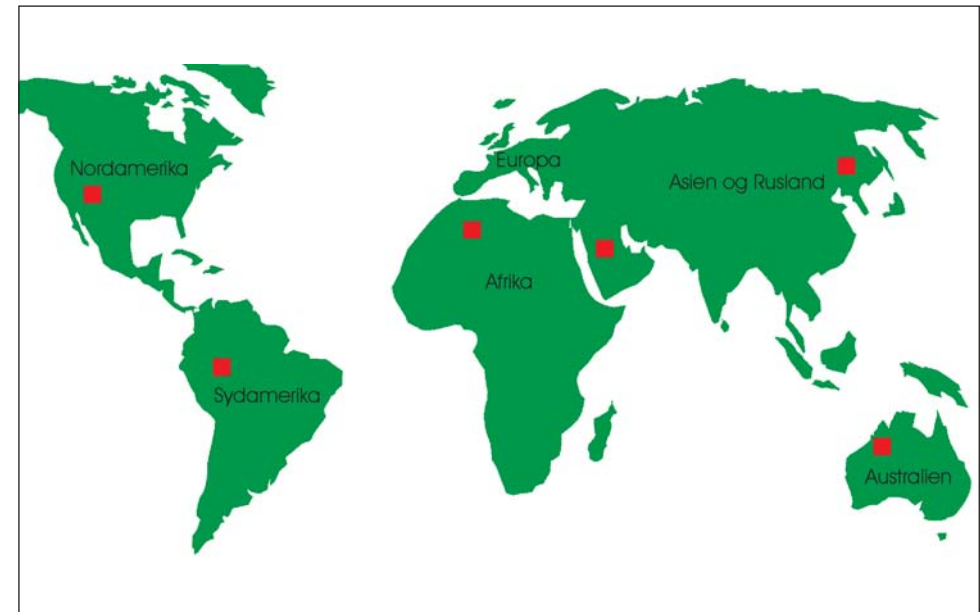 Nordamerika
Europa
Asien og Rusland
Afrika
Sydamerika
Australien